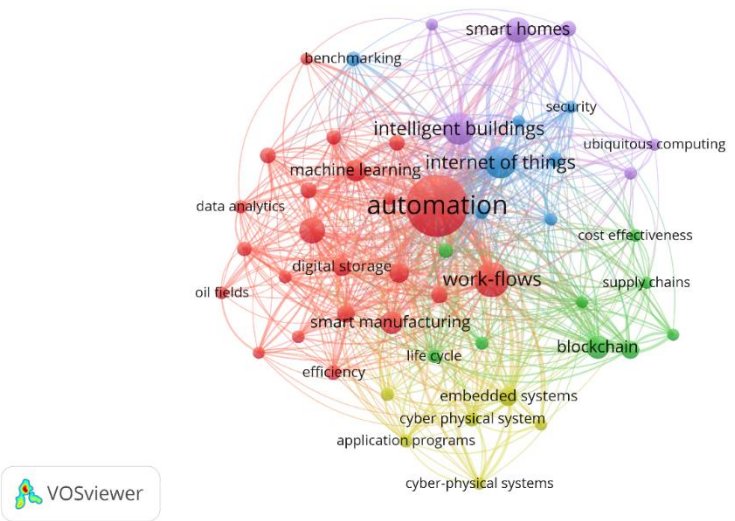 smart homes
benchmarking
security
intelligent buildings
ubiquitous computing
internet of things
machine learning
automation
data analytics
cost effectiveness
digital storage
work-flows
supply chains
oil fields
smart manufacturing
blockchain
life cycle
efficiency
embedded systems
cyber physical system
application programs
cyber-physical systems
VOSviewer